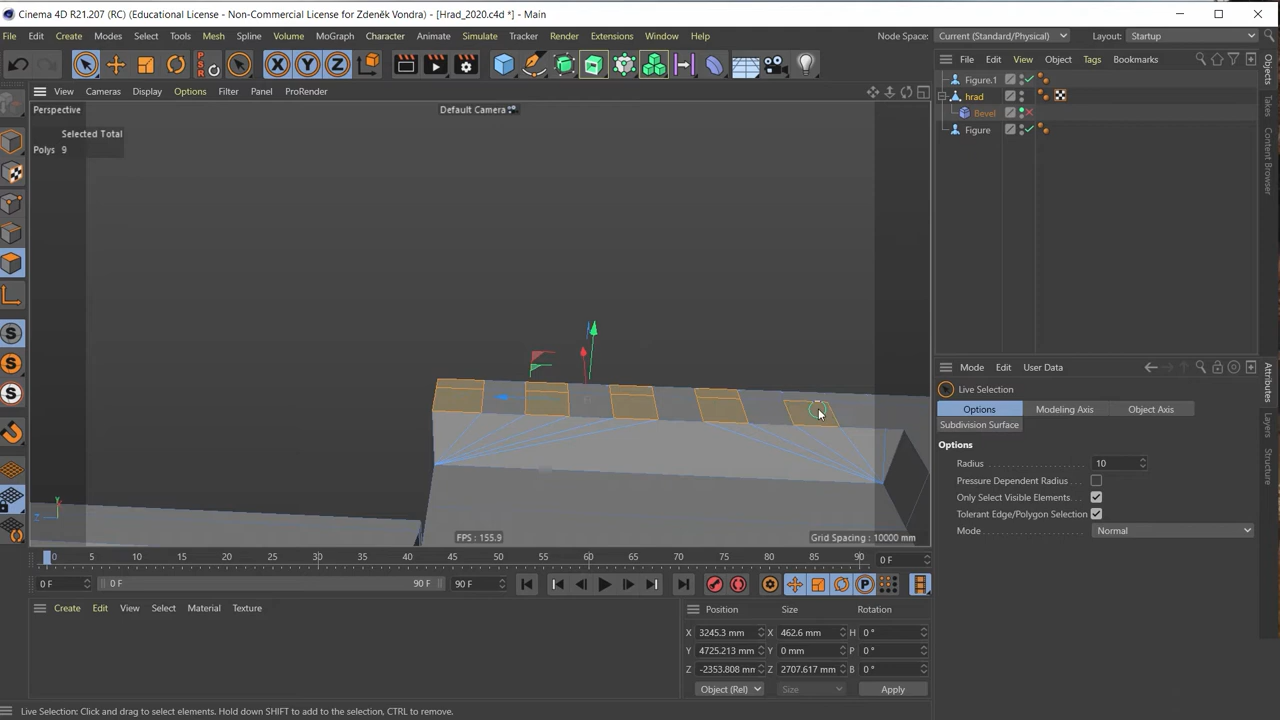 Cinema 4D R21.207 (RC) (Educational License - Non-Commercial License for Zdeněk Vondra) - [Hrad_2020.c4d *] - Main
File Edit Create Modes Select Tools Mesh Spline Volume MoGraph Character Animate Simulate Tracker Render Extensions Window Help
Node Space: Current (Standard/Physical) Layout: Startup
PSR X Y Z
File Edit View Object Tags Bookmarks
View Cameras Display Options Filter Panel ProRender
Perspective
Default Camera
Selected Total
Polys 9
Figure.1
hrad
Bevel
Figure
Objects
Content Browser
Mode Edit User Data
Live Selection
Options Modeling Axis Object Axis
Subdivision Surface
Options
Radius 10
Pressure Dependent Radius
Only Select Visible Elements
Tolerant Edge/Polygon Selection
Mode Normal
Attributes
Layers
Structure
Y
Z
FPS : 155.9
Grid Spacing : 10000 mm
0 5 10 15 20 25 30 35 40 45 50 55 60 65 70 75 80 85 90 0 F
0 F 0 F 90 F 90 F
Create Edit View Select Material Texture
Position Size Rotation
X 3245.3 mm X 462.6 mm H 0 °
Y 4725.213 mm Y 0 mm P 0 °
Z -2353.808 mm Z 2707.617 mm B 0 °
Object (Rel) Size Apply
Live Selection: Click and drag to select elements. Hold down SHIFT to add to the selection, CTRL to remove.